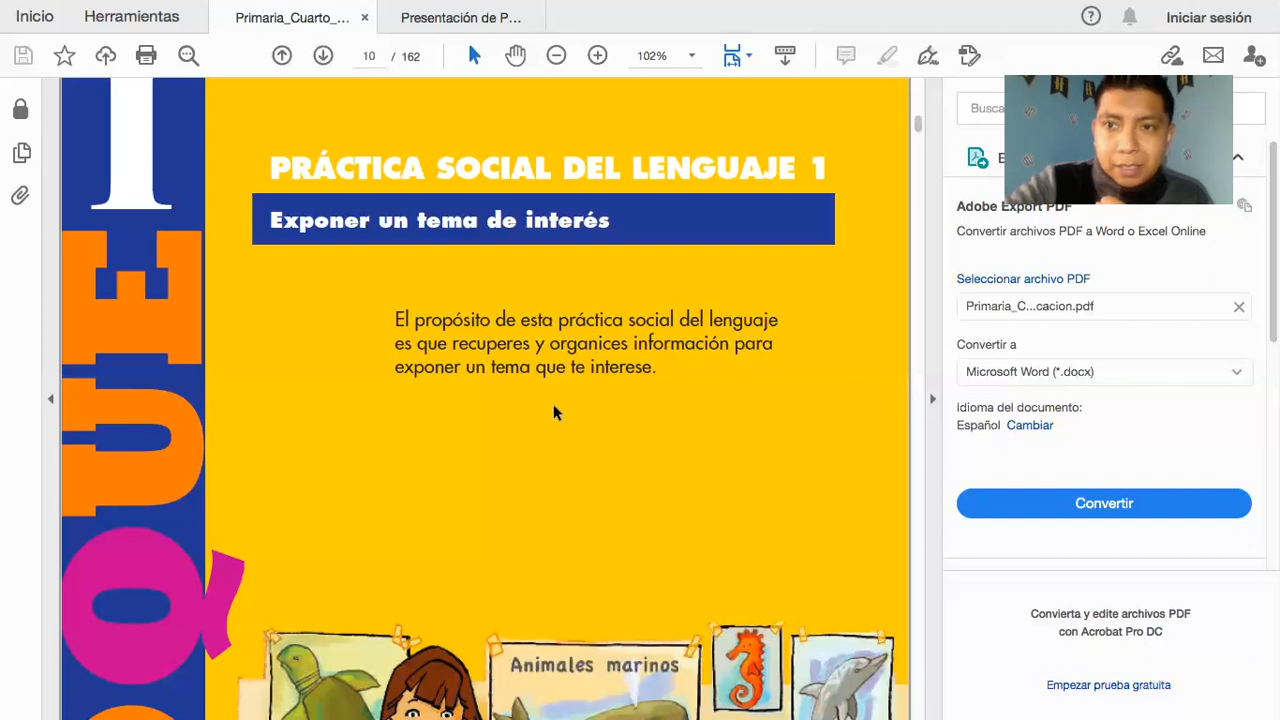 Inicio
Herramientas
Primaria_Cuarto_...
Presentación de P...
Iniciar sesión
10 / 162
102%
PRÁCTICA SOCIAL DEL LENGUAJE 1
Exponer un tema de interés
El propósito de esta práctica social del lenguaje
es que recuperes y organices información para
exponer un tema que te interese.
Animales marinos
Adobe Export PDF
Convertir archivos PDF a Word o Excel Online
Seleccionar archivo PDF
Primaria_C...cacion.pdf
Convertir a
Microsoft Word (*.docx)
Idioma del documento:
Español Cambiar
Convertir
Convierta y edite archivos PDF
con Acrobat Pro DC
Empezar prueba gratuita